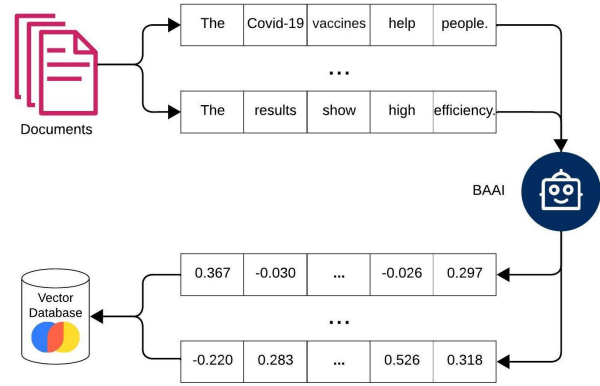 The Covid-19 vaccines help people.
...
The results show high efficiency.
Documents
BAAI
0.367 -0.030 ... -0.026 0.297
...
-0.220 0.283 ... 0.526 0.318
Vector
Database